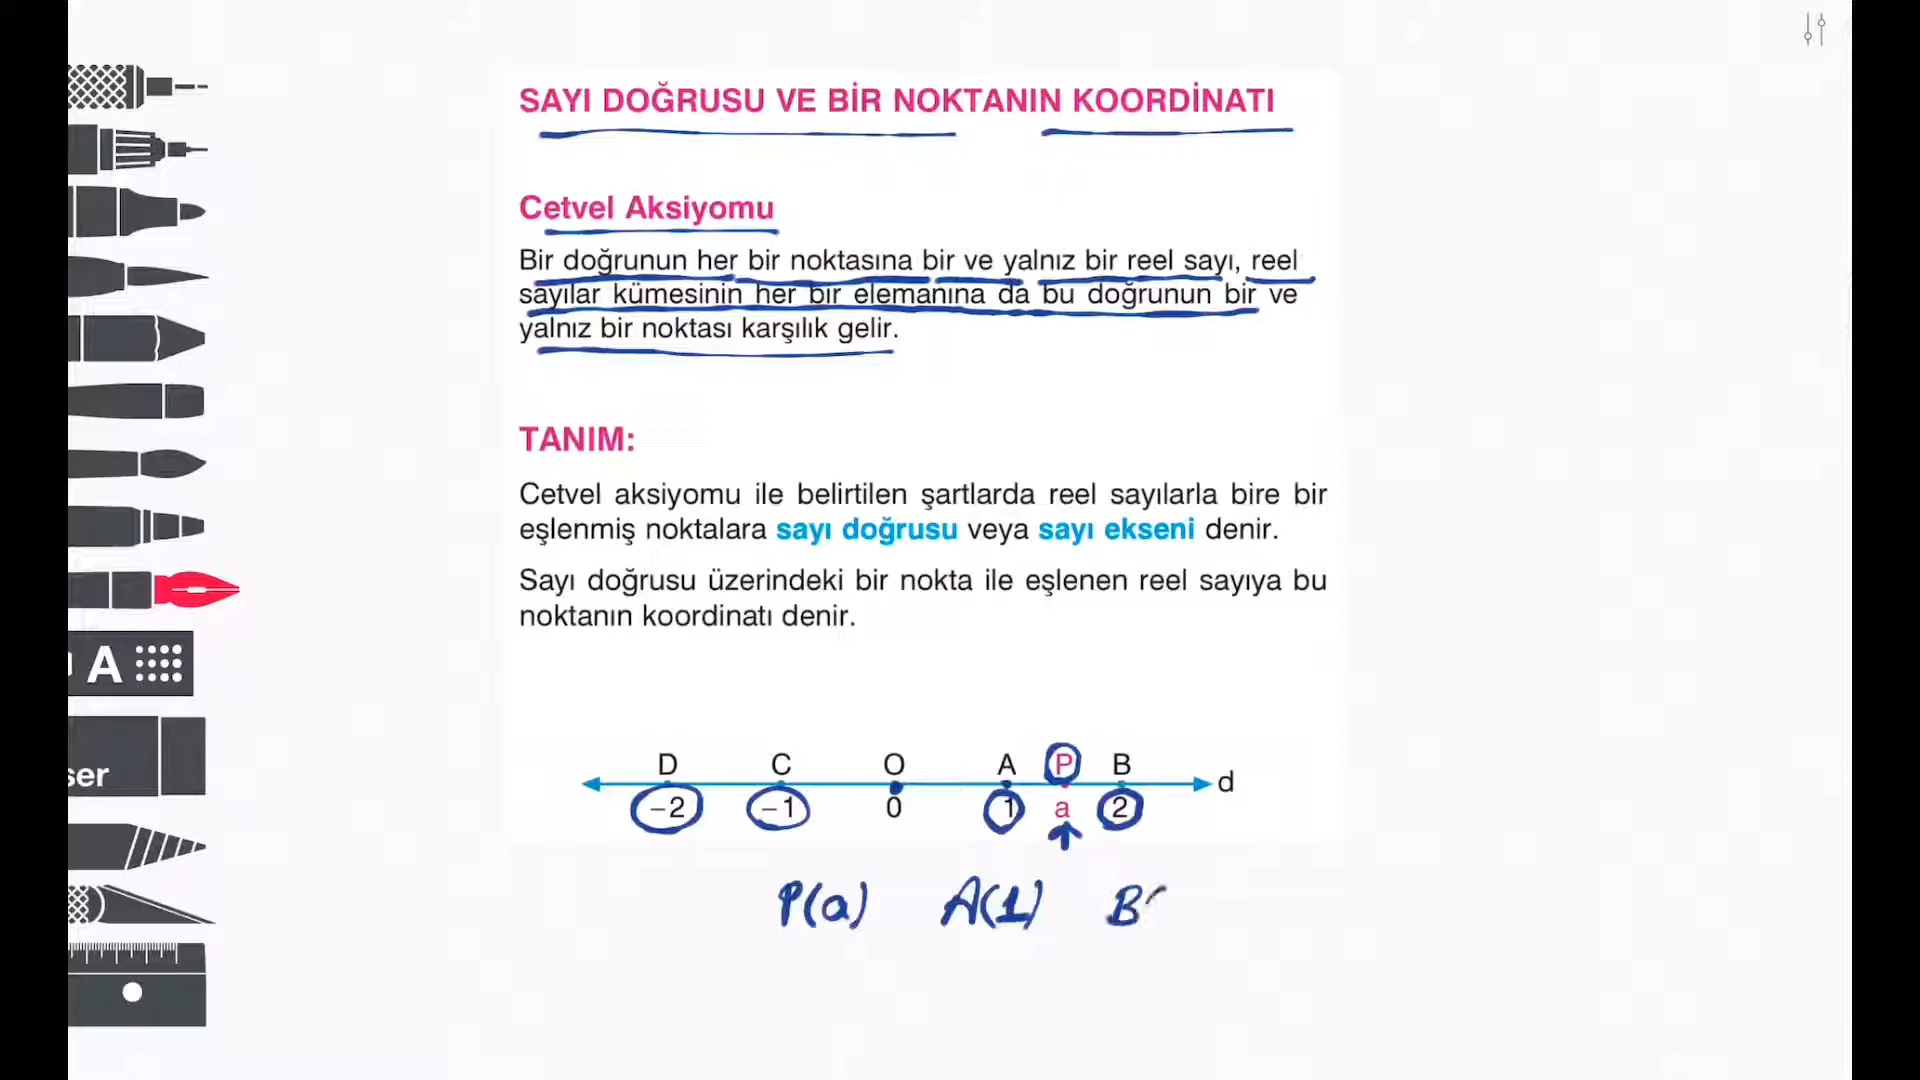 SAYI DOĞRUSU VE BİR NOKTANIN KOORDİNATI
Cetvel Aksiyomu
Bir doğrunun her bir noktasına bir ve yalnız bir reel sayı, reel
sayılar kümesinin her bir elemanına da bu doğrunun bir ve
yalnız bir noktası karşılık gelir.
TANIM:
Cetvel aksiyomu ile belirtilen şartlarda reel sayılarla bire bir
eşlenmiş noktalara sayı doğrusu veya sayı ekseni denir.
Sayı doğrusu üzerindeki bir nokta ile eşlenen reel sayıya bu
noktanın koordinatı denir.
D C O A P B
d
−2 −1 0 1 a 2
P(a) A(1) B(
A
ser